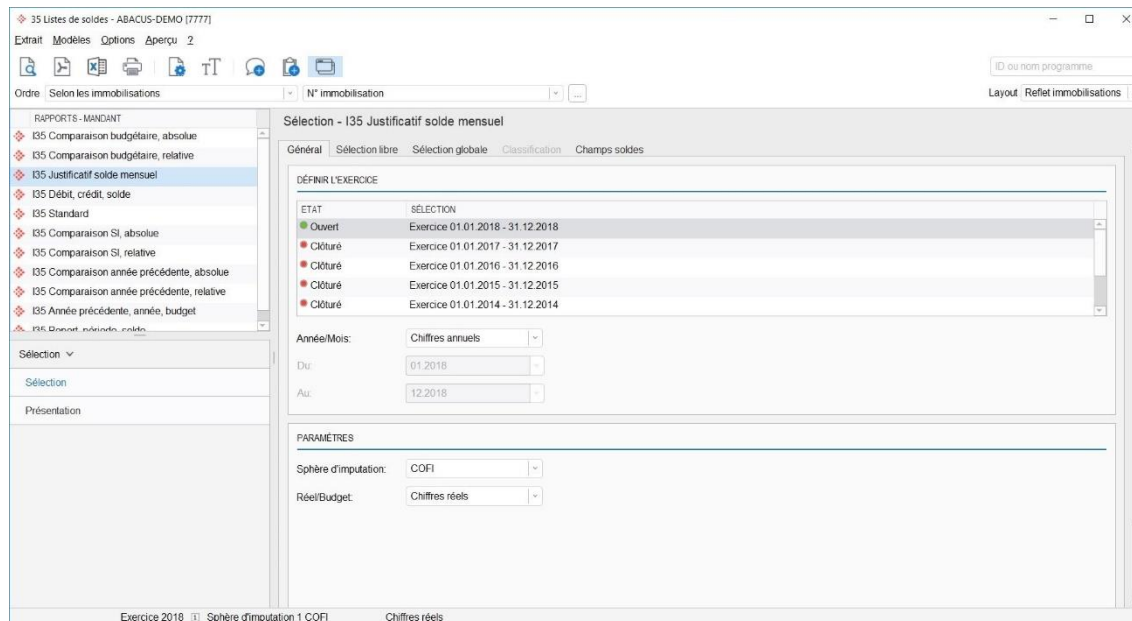 35 Listes de soldes - ABACUS-DEMO [7777]
Extrait Modèles Options Aperçu ?
ID ou nom programme
Ordre Selon les immobilisations N° immobilisation ... Layout Reflet immobilisations
RAPPORTS - MANDANT
I35 Comparaison budgétaire, absolue
I35 Comparaison budgétaire, relative
I35 Justificatif solde mensuel
I35 Débit, crédit, solde
I35 Standard
I35 Comparaison SI, absolue
I35 Comparaison SI, relative
I35 Comparaison année précédente, absolue
I35 Comparaison année précédente, relative
I35 Année précédente, année, budget
I35 Report, période, solde
Sélection
Sélection
Présentation
Sélection - I35 Justificatif solde mensuel
Général Sélection libre Sélection globale Classification Champs soldes
DÉFINIR L'EXERCICE
ETAT SÉLECTION
Ouvert Exercice 01.01.2018 - 31.12.2018
Clôturé Exercice 01.01.2017 - 31.12.2017
Clôturé Exercice 01.01.2016 - 31.12.2016
Clôturé Exercice 01.01.2015 - 31.12.2015
Clôturé Exercice 01.01.2014 - 31.12.2014
Année/Mois: Chiffres annuels
Du: 01.2018
Au: 12.2018
PARAMÈTRES
Sphère d'imputation: COFI
Réel/Budget: Chiffres réels
Exercice 2018 1 Sphère d'imputation 1 COFI Chiffres réels